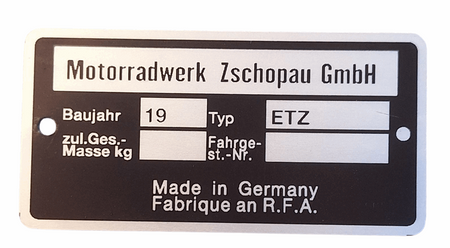 Motorradwerk Zschopau GmbH
Baujahr 19 Typ ETZ
zul.Ges.- Fahrge-
Masse kg st.-Nr.
Made in Germany
Fabrique an R.F.A.